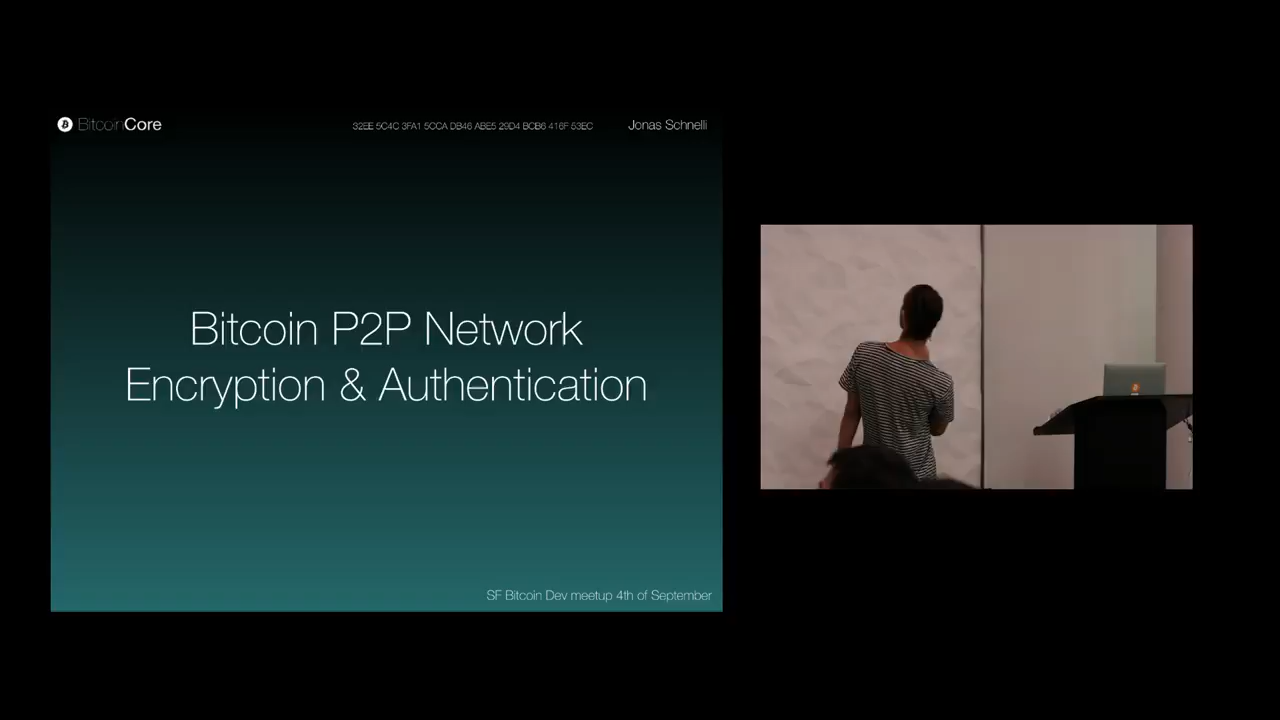 BitcoinCore
32EE 5C4C 3FA1 5CCA DB46 ABE5 29D4 BCB6 416F 53EC
Jonas Schnelli
Bitcoin P2P Network
Encryption & Authentication
SF Bitcoin Dev meetup 4th of September